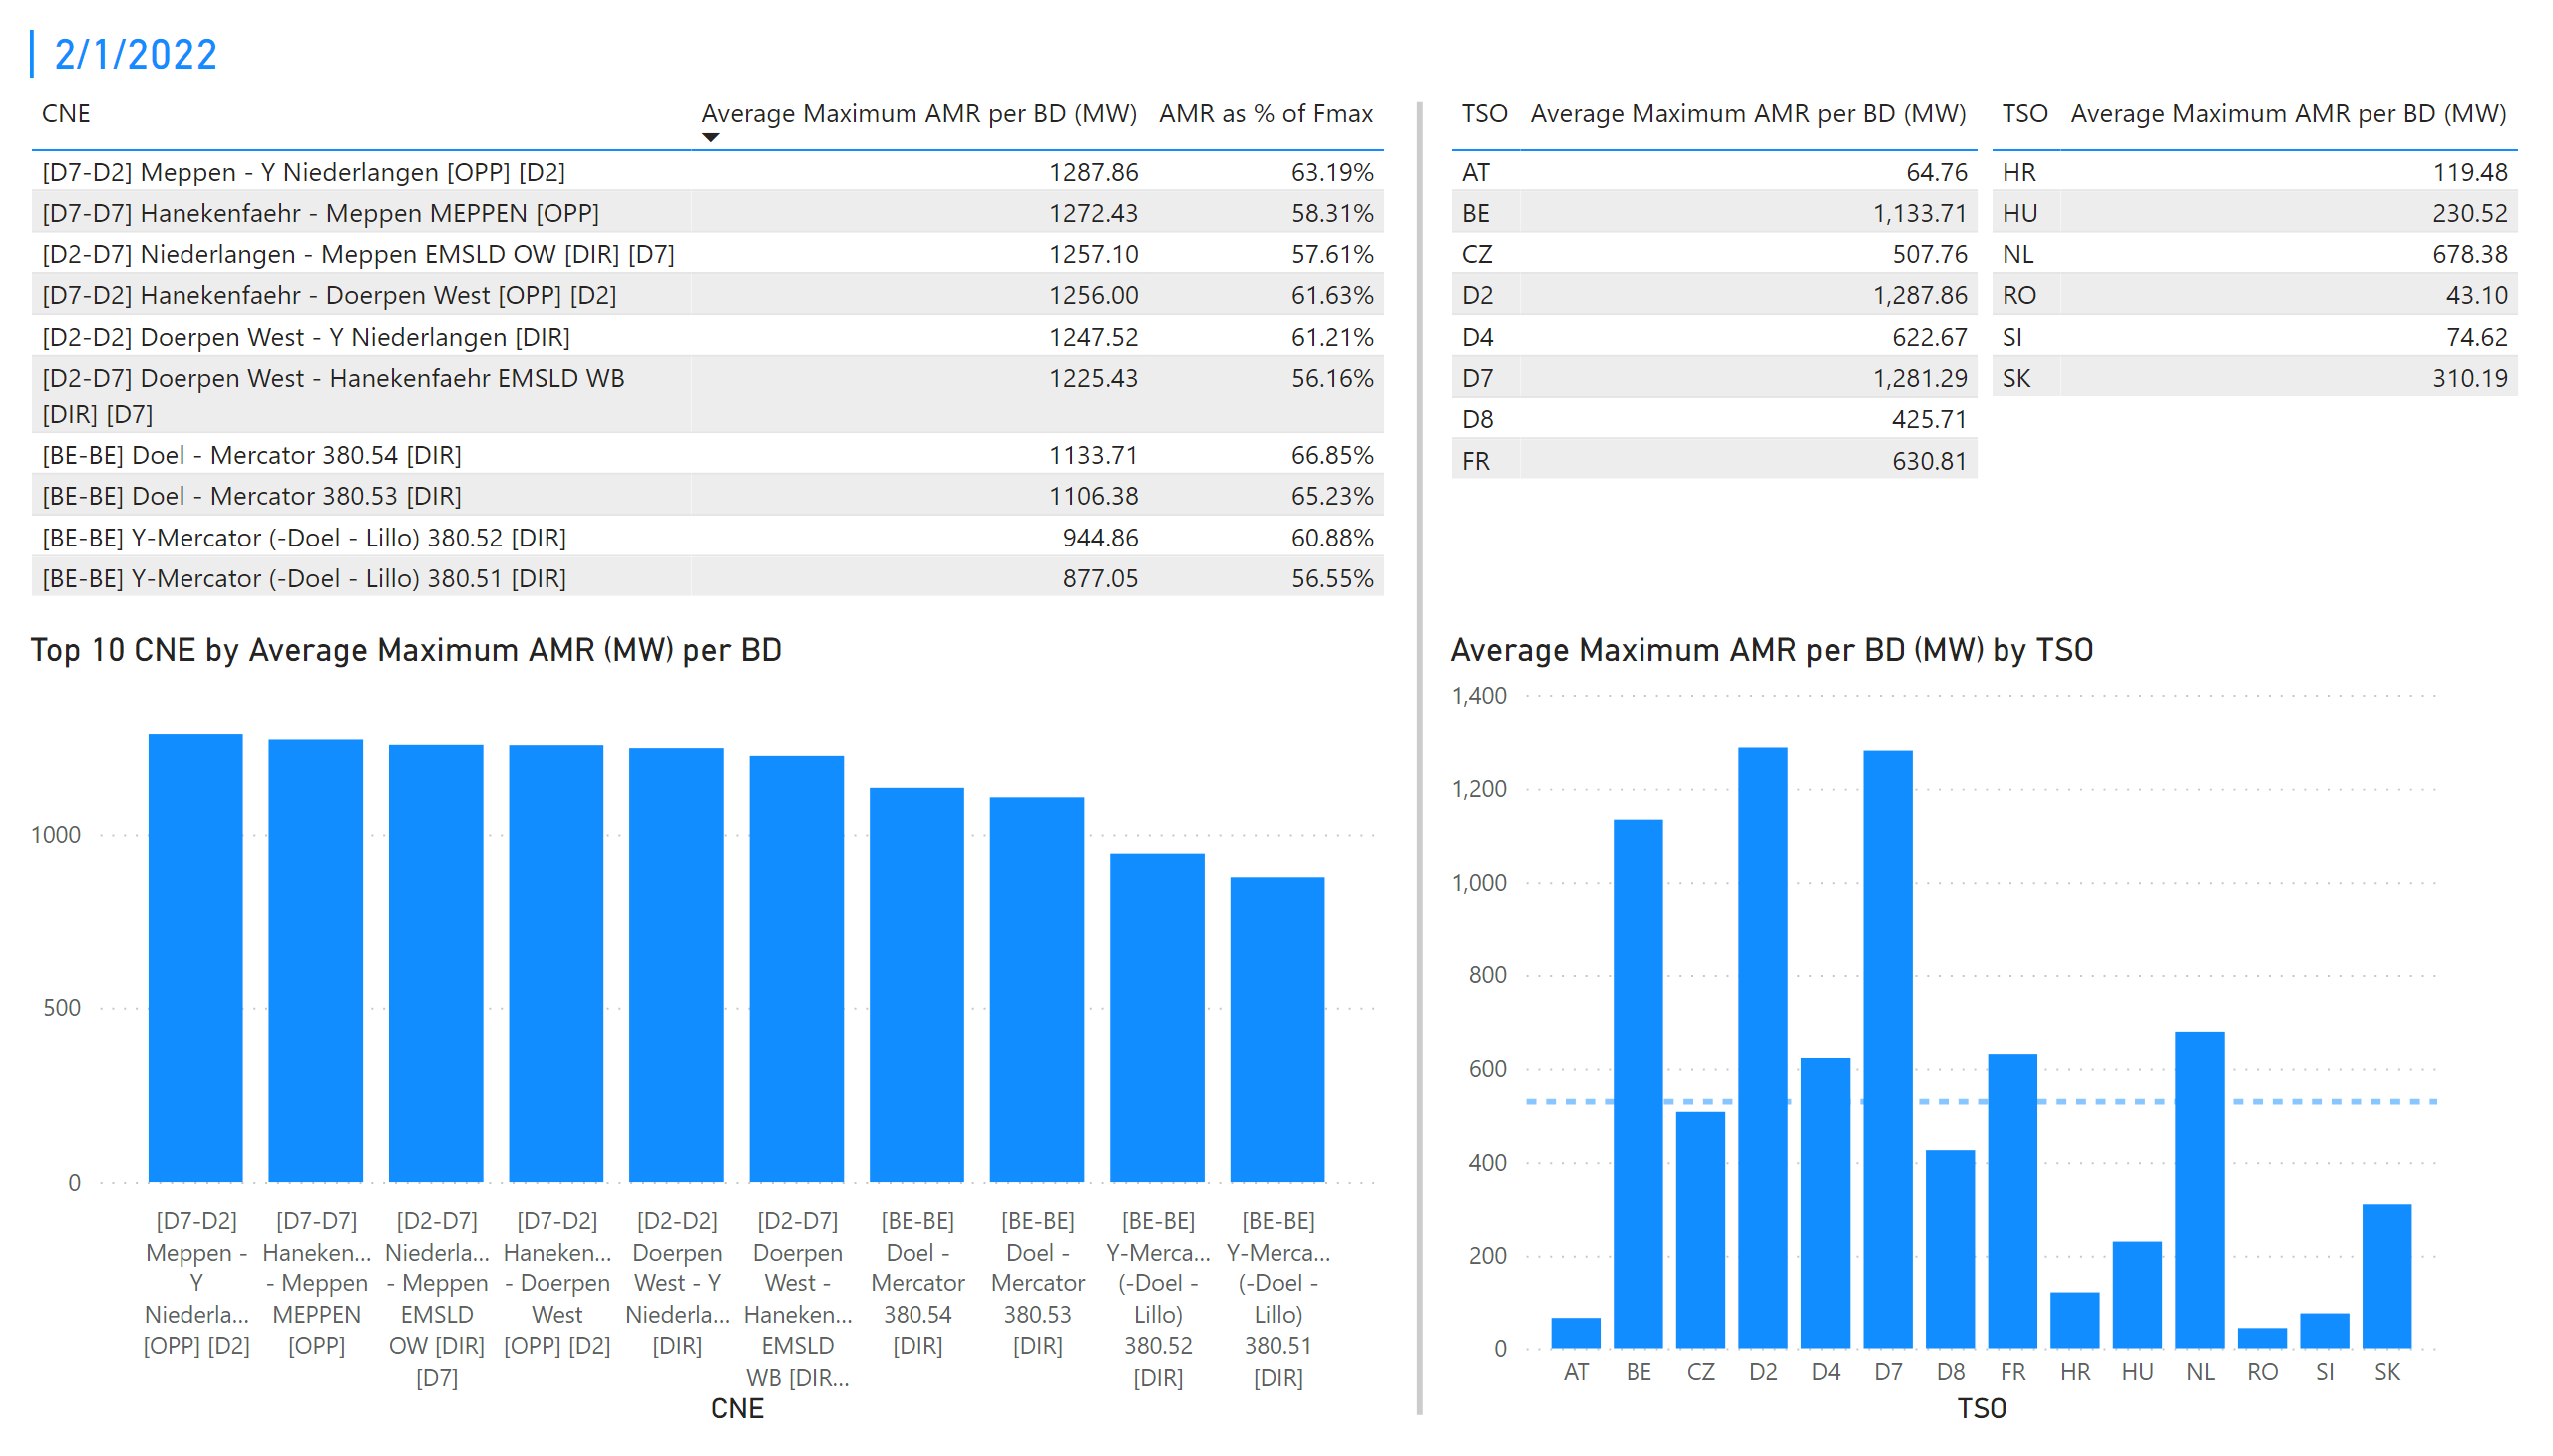 2/1/2022
CNE Average Maximum AMR per BD (MW) AMR as % of Fmax
[D7-D2] Meppen - Y Niederlangen [OPP] [D2] 1287.86 63.19%
[D7-D7] Hanekenfaehr - Meppen MEPPEN [OPP] 1272.43 58.31%
[D2-D7] Niederlangen - Meppen EMSLD OW [DIR] [D7] 1257.10 57.61%
[D7-D2] Hanekenfaehr - Doerpen West [OPP] [D2] 1256.00 61.63%
[D2-D2] Doerpen West - Y Niederlangen [DIR] 1247.52 61.21%
[D2-D7] Doerpen West - Hanekenfaehr EMSLD WB 1225.43 56.16%
[DIR] [D7]
[BE-BE] Doel - Mercator 380.54 [DIR] 1133.71 66.85%
[BE-BE] Doel - Mercator 380.53 [DIR] 1106.38 65.23%
[BE-BE] Y-Mercator (-Doel - Lillo) 380.52 [DIR] 944.86 60.88%
[BE-BE] Y-Mercator (-Doel - Lillo) 380.51 [DIR] 877.05 56.55%
TSO Average Maximum AMR per BD (MW)
AT 64.76
BE 1,133.71
CZ 507.76
D2 1,287.86
D4 622.67
D7 1,281.29
D8 425.71
FR 630.81
TSO Average Maximum AMR per BD (MW)
HR 119.48
HU 230.52
NL 678.38
RO 43.10
SI 74.62
SK 310.19
Top 10 CNE by Average Maximum AMR (MW) per BD
1000
500
0
[D7-D2]
Meppen -
Y
Niederla...
[OPP] [D2]
[D7-D7]
Haneken...
- Meppen
MEPPEN
[OPP]
[D2-D7]
Niederla...
- Meppen
EMSLD
OW [DIR]
[D7]
[D7-D2]
Haneken...
- Doerpen
West
[OPP] [D2]
[D2-D2]
Doerpen
West - Y
Niederla...
[DIR]
[D2-D7]
Doerpen
West -
Haneken...
EMSLD
WB [DIR...
[BE-BE]
Doel -
Mercator
380.54
[DIR]
[BE-BE]
Doel -
Mercator
380.53
[DIR]
[BE-BE]
Y-Merca...
(-Doel -
Lillo)
380.52
[DIR]
[BE-BE]
Y-Merca...
(-Doel -
Lillo)
380.51
[DIR]
CNE
Average Maximum AMR per BD (MW) by TSO
1,400
1,200
1,000
800
600
400
200
0
AT BE CZ D2 D4 D7 D8 FR HR HU NL RO SI SK
TSO